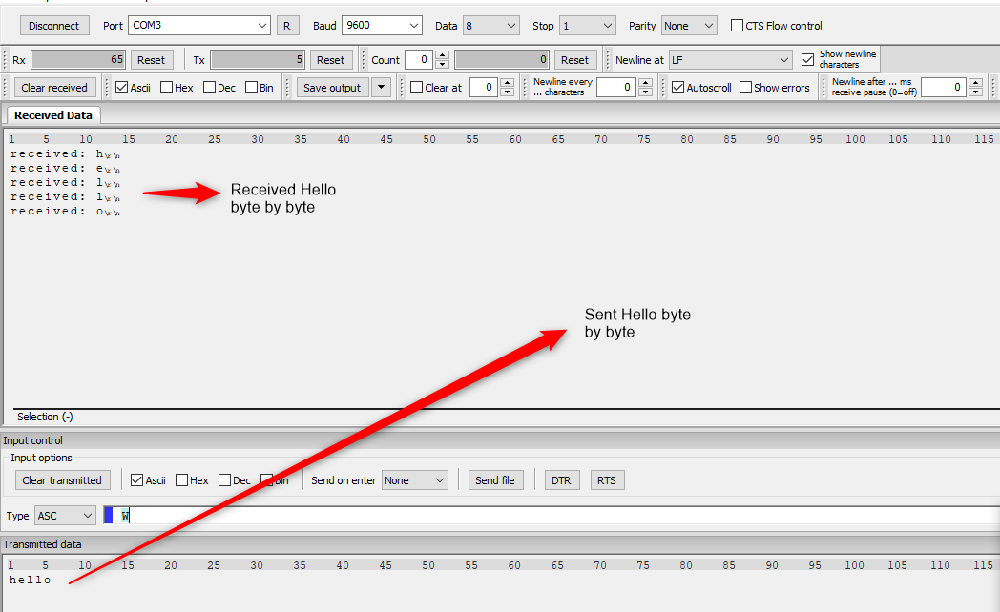 Disconnect Port COM3 R Baud 9600 Data 8 Stop 1 Parity None CTS Flow control
Rx 65 Reset Tx 5 Reset Count 0 0 Reset Newline at LF Show newline
characters
Clear received Ascii Hex Dec Bin Save output Clear at 0 Newline every
... characters 0 Autoscroll Show errors Newline after ... ms
receive pause (0=off) 0
Received Data
1 5 10 15 20 25 30 35 40 45 50 55 60 65 70 75 80 85 90 95 100 105 110 115
received: h\r\n
received: e\r\n
received: l\r\n
received: l\r\n
received: o\r\n
Received Hello
byte by byte
Sent Hello byte
by byte
Selection (-)
Input control
Input options
Clear transmitted Ascii Hex Dec Bin Send on enter None Send file DTR RTS
Type ASC W
Transmitted data
1 5 10 15 20 25 30 35 40 45 50 55 60 65 70 75 80 85 90 95 100 105 110 115
hello